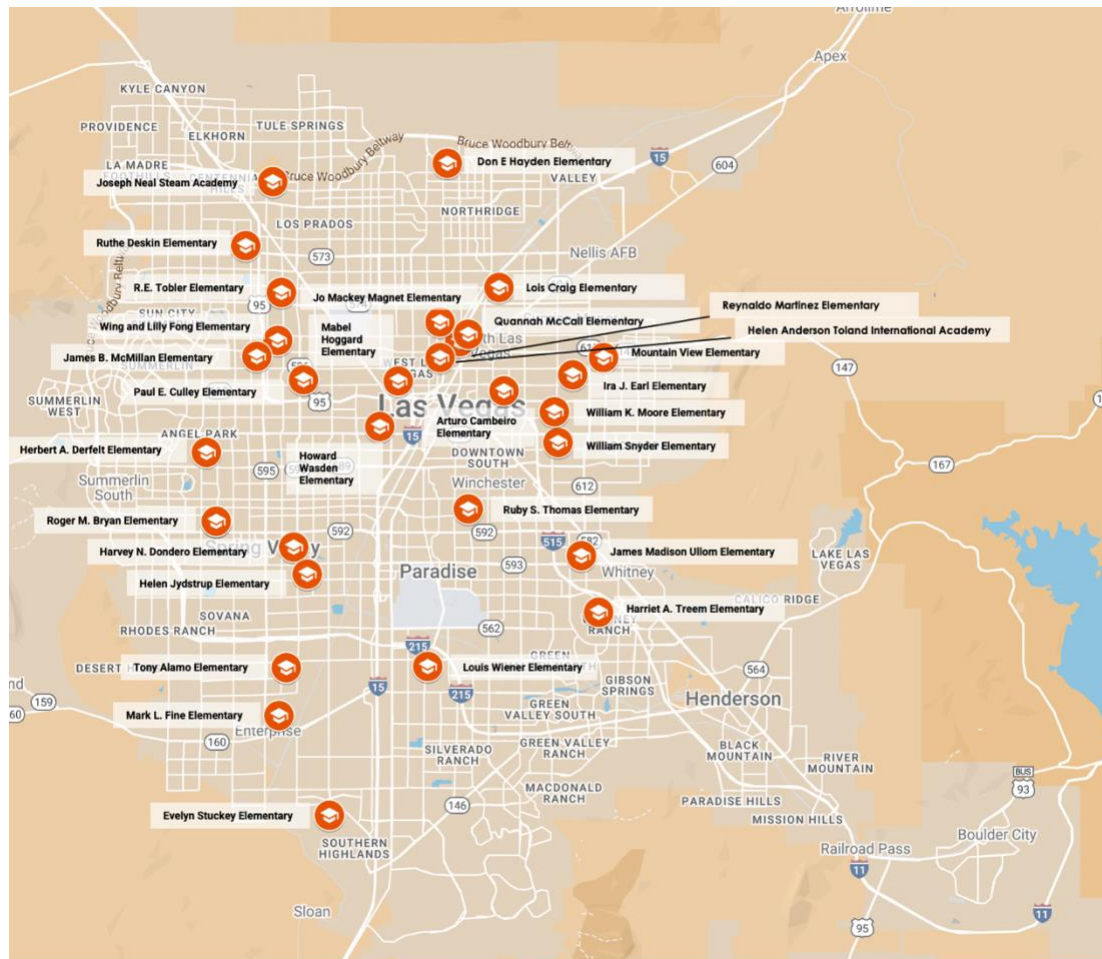 Apex
KYLE CANYON
PROVIDENCE
TULE SPRINGS
ELKHORN
Bruce Woodbury Beltway
LA MADRE
Don E Hayden Elementary
15
604
VALLEY
Joseph Neal Steam Academy
Bruce Woodbury Beltway
NORTHRIDGE
LOS PRADOS
Ruthe Deskin Elementary
573
Nellis AFB
R.E. Tobler Elementary
Lois Craig Elementary
95
Jo Mackey Magnet Elementary
Reynaldo Martinez Elementary
SUN CITY
Wing and Lilly Fong Elementary
Mabel
Hoggard
Elementary
Quannah McCall Elementary
Helen Anderson Toland International Academy
James B. McMillan Elementary
Mountain View Elementary
147
Paul E. Culley Elementary
Ira J. Earl Elementary
SUMMERLIN
WEST
95
Las Vegas
William K. Moore Elementary
ANGEL PARK
15
Arturo Cambeiro
Elementary
Herbert A. Derfelt Elementary
William Snyder Elementary
DOWNTOWN
SOUTH
Howard
Wasden
Elementary
167
595
Summerlin
South
Winchester
612
Roger M. Bryan Elementary
Ruby S. Thomas Elementary
592
592
515
Harvey N. Dondero Elementary
James Madison Ullom Elementary
LAKE LAS
VEGAS
593
Paradise
Whitney
Helen Jydstrup Elementary
CALICO RIDGE
Harriet A. Treem Elementary
SOVANA
RHODES RANCH
562
RANCH
215
Tony Alamo Elementary
Louis Wiener Elementary
564
15
215
GIBSON
SPRINGS
159
Henderson
Mark L. Fine Elementary
GREEN
VALLEY SOUTH
Enterprise
160
SILVERADO
RANCH
GREEN VALLEY
RANCH
BLACK
MOUNTAIN
RIVER
MOUNTAIN
BUS
93
MACDONALD
RANCH
146
PARADISE HILLS
Evelyn Stuckey Elementary
MISSION HILLS
Boulder City
SOUTHERN
HIGHLANDS
Railroad Pass
11
Sloan
11
95